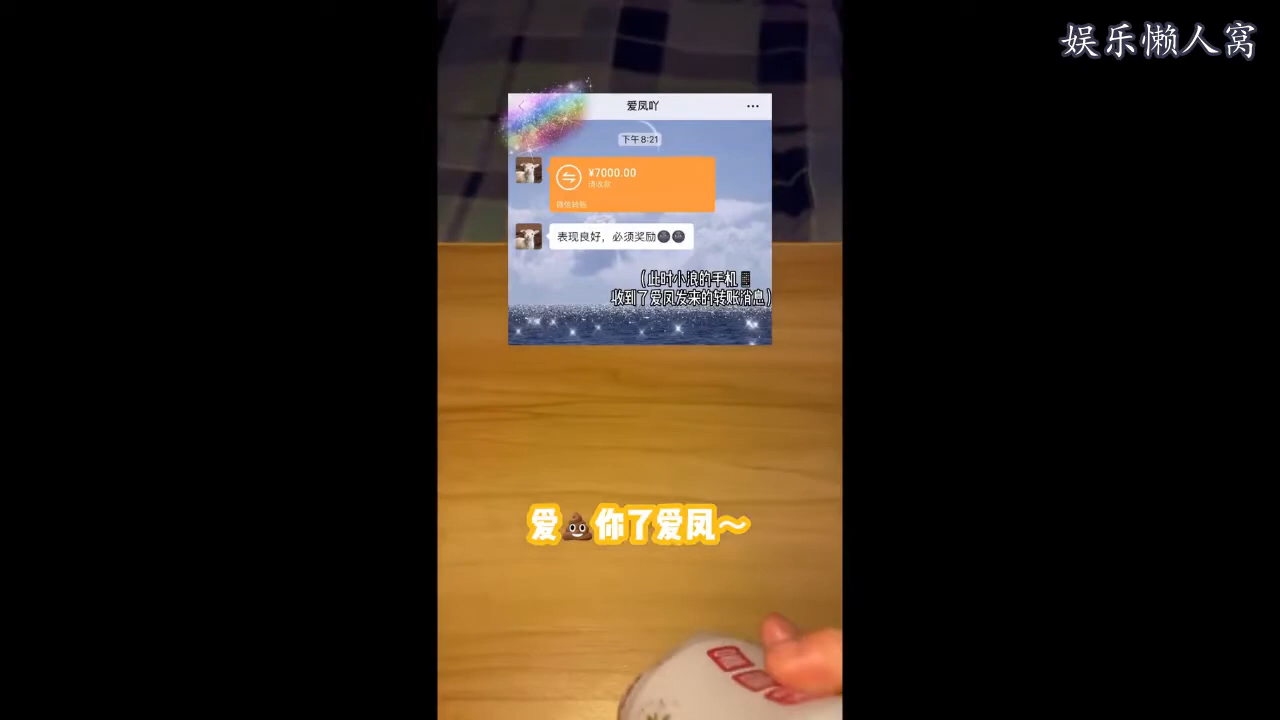 娱乐懒人窝
爱凤吖
下午 8:21
¥7000.00
请收款
微信转账
表现良好，必须奖励🌚🌚
（此时小浪的手机📱
收到了爱凤发来的转账消息）
爱💩你了爱凤～